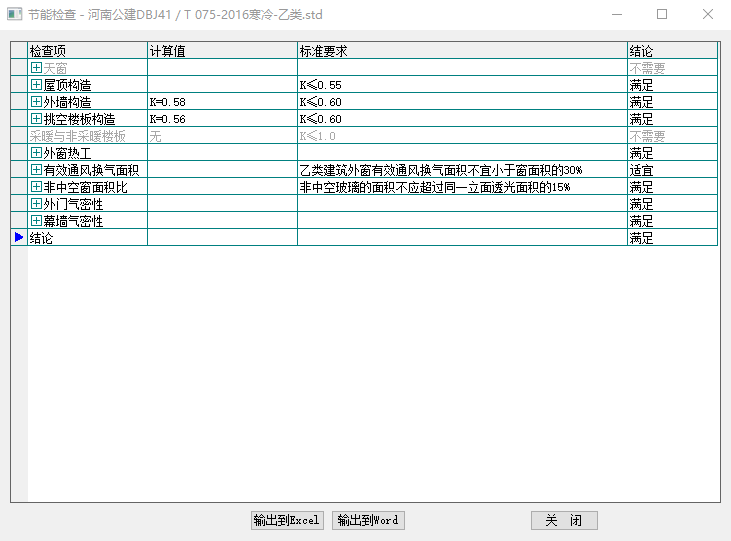 节能检查 - 河南公建DBJ41 / T 075-2016寒冷-乙类.std
检查项 计算值 标准要求 结论
天窗 不需要
屋顶构造 K≤0.55 满足
外墙构造 K=0.58 K≤0.60 满足
挑空楼板构造 K=0.56 K≤0.60 满足
采暖与非采暖楼板 无 K≤1.0 不需要
外窗热工 满足
有效通风换气面积 乙类建筑外窗有效通风换气面积不宜小于窗面积的30% 适宜
非中空窗面积比 非中空玻璃的面积不应超过同一立面透光面积的15% 满足
外门气密性 满足
幕墙气密性 满足
结论 满足
输出到Excel 输出到Word 关 闭